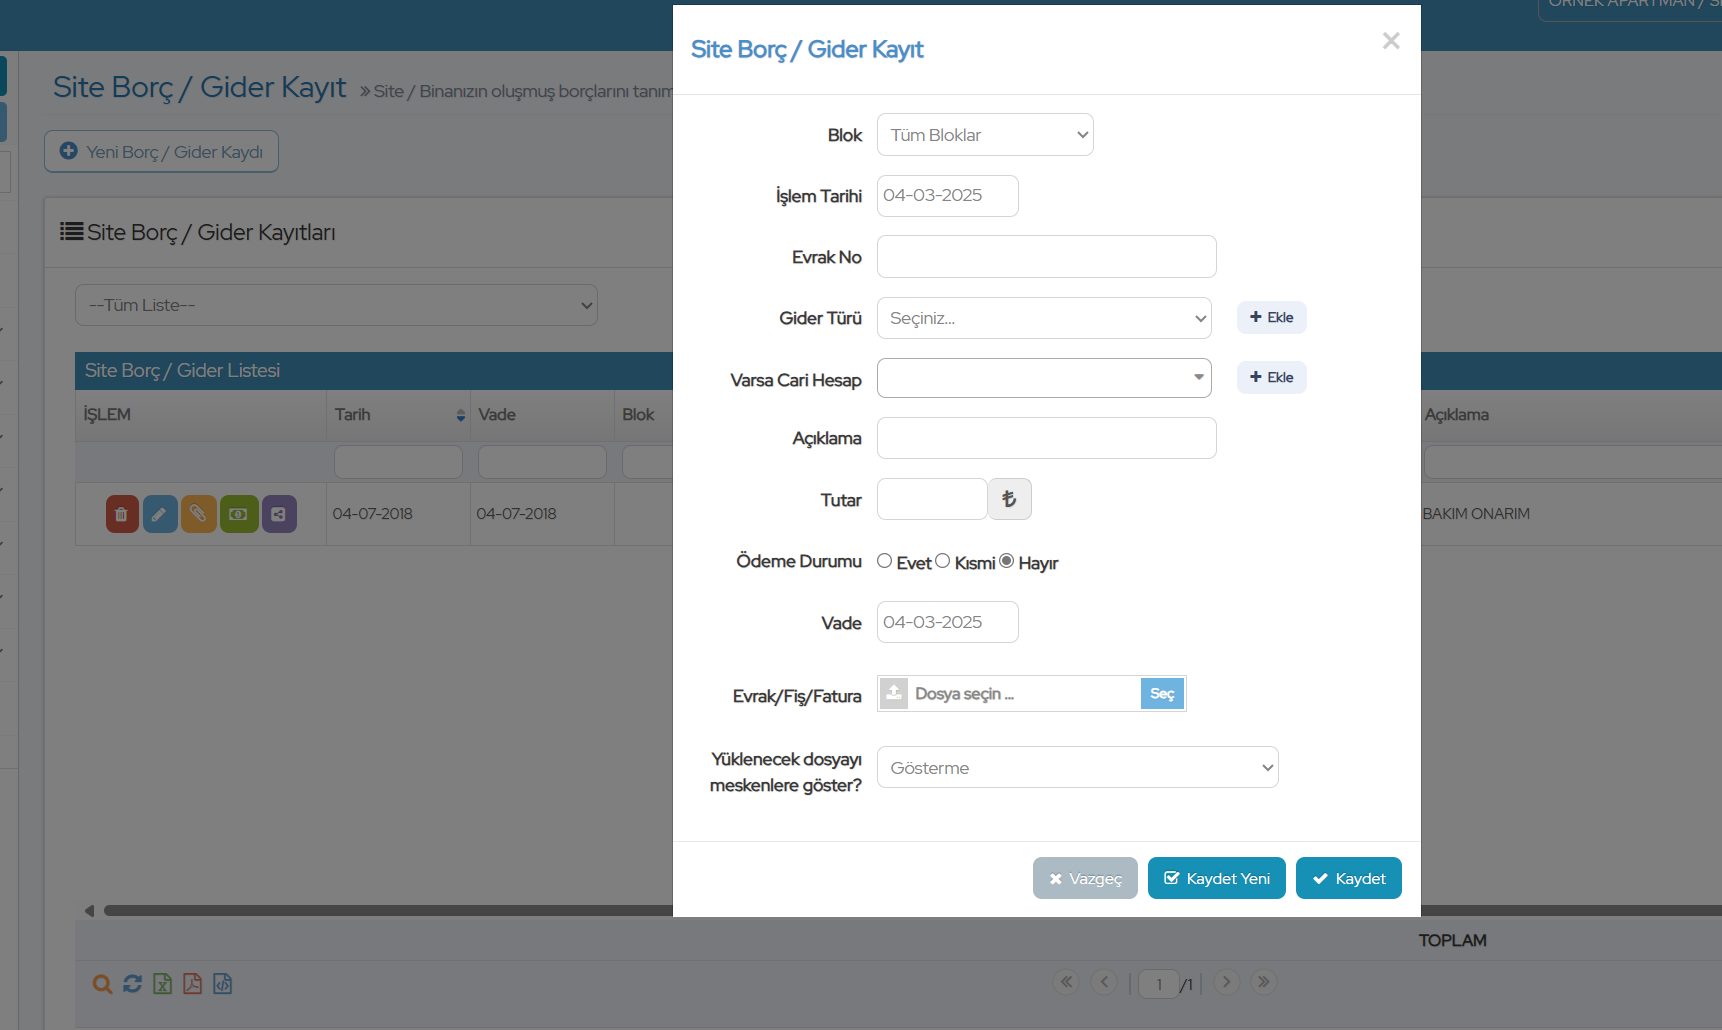 Site Borç / Gider Kayıt
» Site / Binanızın oluşmuş borçlarını
Yeni Borç / Gider Kaydı
Site Borç / Gider Kayıtları
--Tüm Liste--
Site Borç / Gider Listesi
İŞLEM Tarih Vade Blok Açıklama
04-07-2018 04-07-2018 BAKIM ONARIM
TOPLAM
1 /1
ÖRNEK APARTMAN /
Site Borç / Gider Kayıt
×
Blok Tüm Bloklar
İşlem Tarihi 04-03-2025
Evrak No
Gider Türü Seçiniz... + Ekle
Varsa Cari Hesap + Ekle
Açıklama
Tutar ₺
Ödeme Durumu Evet Kısmi Hayır
Vade 04-03-2025
Evrak/Fiş/Fatura Dosya seçin ... Seç
Yüklenecek dosyayı
meskenlere göster? Gösterme
Vazgeç Kaydet Yeni Kaydet